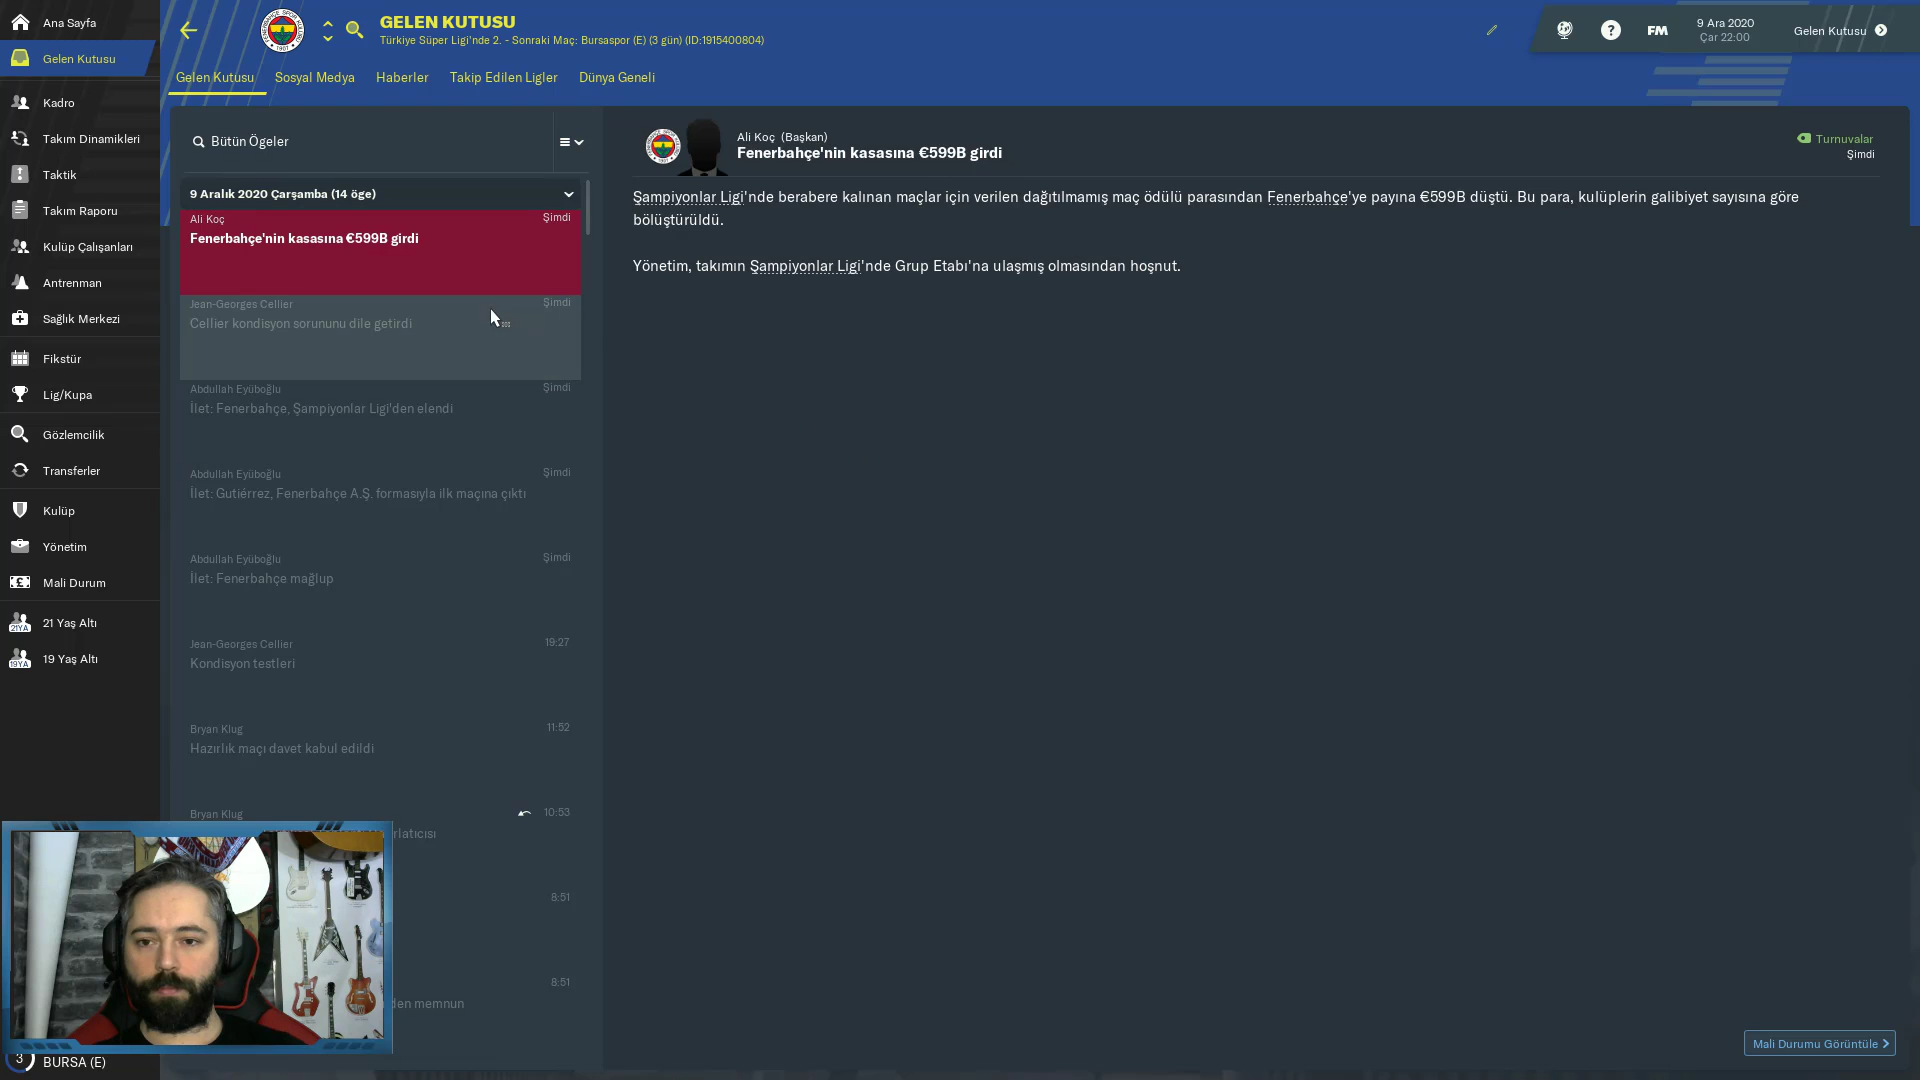 Ana Sayfa
Gelen Kutusu
Kadro
Takım Dinamikleri
Taktik
Takım Raporu
Kulüp Çalışanları
Antrenman
Sağlık Merkezi
Fikstür
Lig/Kupa
Gözlemcilik
Transferler
Kulüp
Yönetim
Mali Durum
21YA
21 Yaş Altı
19YA
19 Yaş Altı
3
BURSA (E)
GELEN KUTUSU
Türkiye Süper Ligi'nde 2. - Sonraki Maç: Bursaspor (E) (3 gün) (ID:1915400804)
Gelen Kutusu
Sosyal Medya
Haberler
Takip Edilen Ligler
Dünya Geneli
?
FM
9 Ara 2020
Çar 22:00
Gelen Kutusu
Bütün Ögeler
9 Aralık 2020 Çarşamba (14 öge)
Ali Koç
Şimdi
Fenerbahçe'nin kasasına €599B girdi
Jean-Georges Cellier
Şimdi
Cellier kondisyon sorununu dile getirdi
Abdullah Eyüboğlu
Şimdi
İlet: Fenerbahçe, Şampiyonlar Ligi'den elendi
Abdullah Eyüboğlu
Şimdi
İlet: Gutiérrez, Fenerbahçe A.Ş. formasıyla ilk maçına çıktı
Abdullah Eyüboğlu
Şimdi
İlet: Fenerbahçe mağlup
Jean-Georges Cellier
19:27
Kondisyon testleri
Bryan Klug
11:52
Hazırlık maçı davet kabul edildi
Bryan Klug
10:53
rlatıcısı
8:51
8:51
den memnun
Ali Koç (Başkan)
Fenerbahçe'nin kasasına €599B girdi
Turnuvalar
Şimdi
Şampiyonlar Ligi'nde berabere kalınan maçlar için verilen dağıtılmamış maç ödülü parasından Fenerbahçe'ye payına €599B düştü. Bu para, kulüplerin galibiyet sayısına göre
bölüştürüldü.
Yönetim, takımın Şampiyonlar Ligi'nde Grup Etabı'na ulaşmış olmasından hoşnut.
Mali Durumu Görüntüle